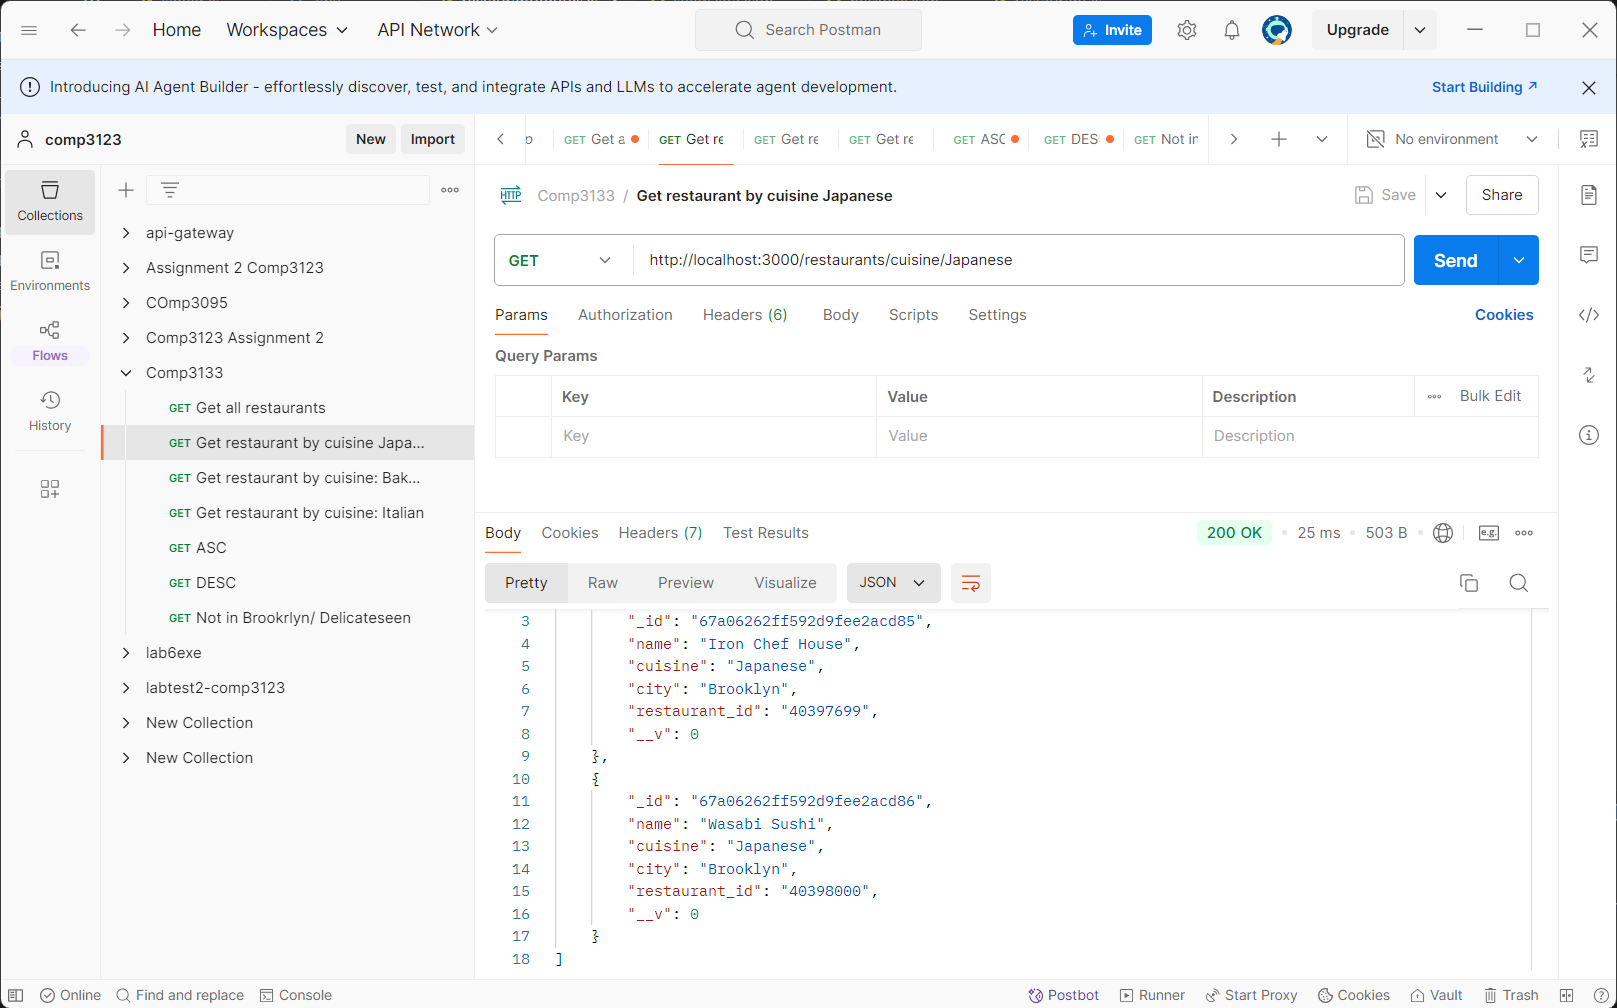 Home
Workspaces
API Network
Search Postman
Invite
Upgrade
Introducing AI Agent Builder - effortlessly discover, test, and integrate APIs and LLMs to accelerate agent development.
Start Building
comp3123
New
Import
GET Get a
GET Get re
GET Get re
GET Get re
GET ASC
GET DES
GET Not in
No environment
Collections
Environments
Flows
History
api-gateway
Assignment 2 Comp3123
COmp3095
Comp3123 Assignment 2
Comp3133
GET Get all restaurants
GET Get restaurant by cuisine Japa...
GET Get restaurant by cuisine: Bak...
GET Get restaurant by cuisine: Italian
GET ASC
GET DESC
GET Not in Brookrlyn/ Delicateseen
lab6exe
labtest2-comp3123
New Collection
New Collection
HTTP Comp3133 / Get restaurant by cuisine Japanese
Save
Share
GET http://localhost:3000/restaurants/cuisine/Japanese
Send
Params Authorization Headers (6) Body Scripts Settings
Cookies
Query Params
Key Value Description Bulk Edit
Key Value Description
Body Cookies Headers (7) Test Results
200 OK 25 ms 503 B e.g.
Pretty Raw Preview Visualize JSON
3 "_id": "67a06262ff592d9fee2acd85",
4 "name": "Iron Chef House",
5 "cuisine": "Japanese",
6 "city": "Brooklyn",
7 "restaurant_id": "40397699",
8 "__v": 0
9 },
10 {
11 "_id": "67a06262ff592d9fee2acd86",
12 "name": "Wasabi Sushi",
13 "cuisine": "Japanese",
14 "city": "Brooklyn",
15 "restaurant_id": "40398000",
16 "__v": 0
17 }
18 ]
Online
Find and replace
Console
Postbot
Runner
Start Proxy
Cookies
Vault
Trash